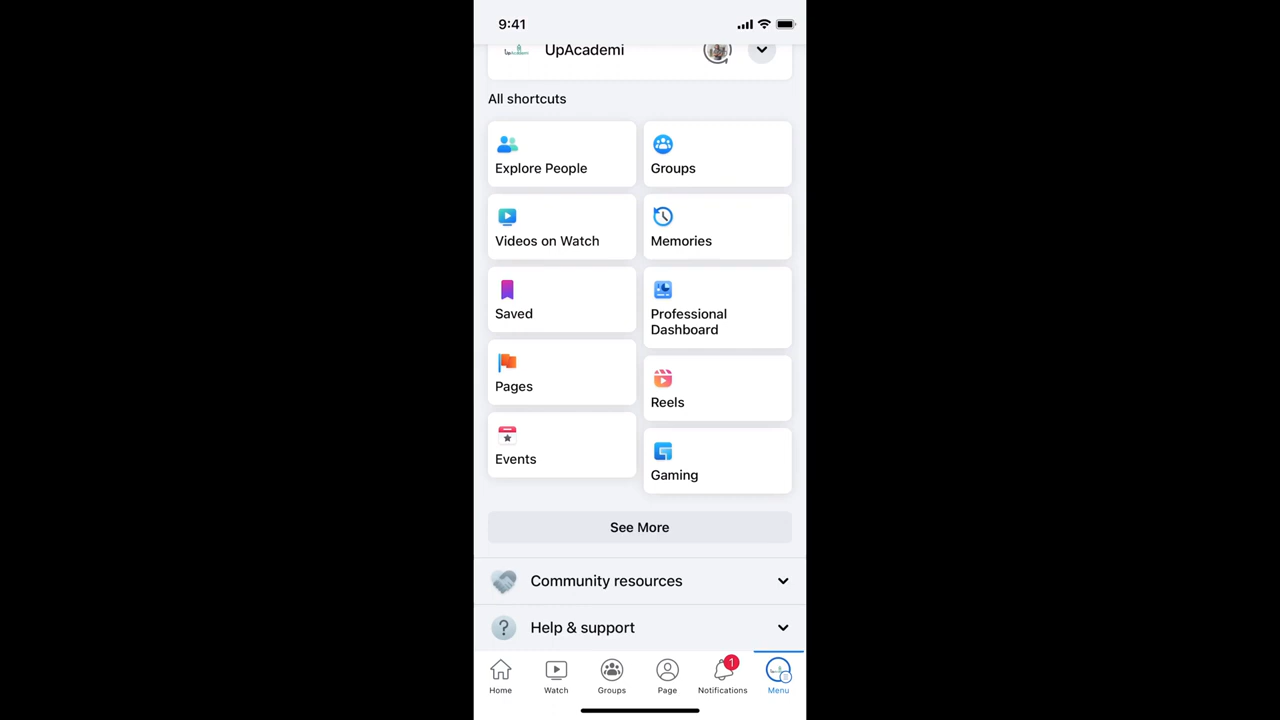 9:41
UpAcademi
All shortcuts
Explore People
Groups
Videos on Watch
Memories
Saved
Professional
Dashboard
Pages
Reels
Events
Gaming
See More
Community resources
Help & support
1
Home
Watch
Groups
Page
Notifications
Menu